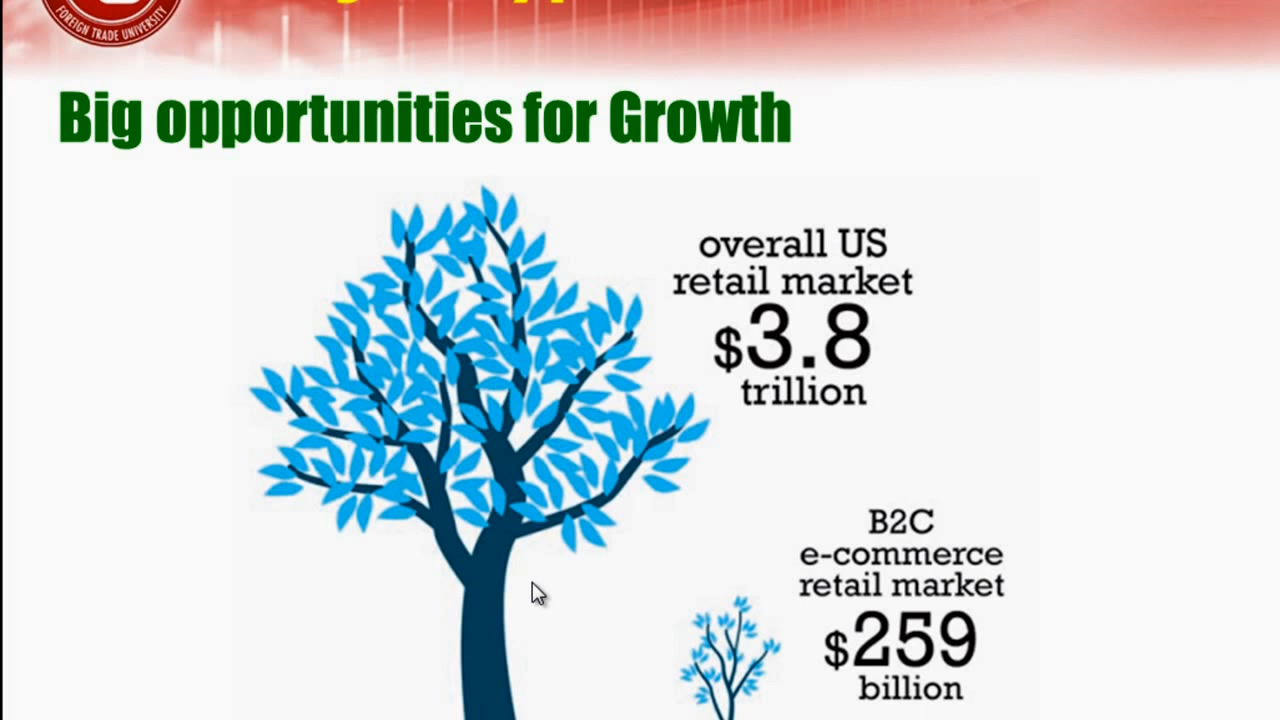 FOREIGN TRADE UNIVERSITY
Big opportunities for Growth
overall US
retail market
$3.8
trillion
B2C
e-commerce
retail market
$259
billion